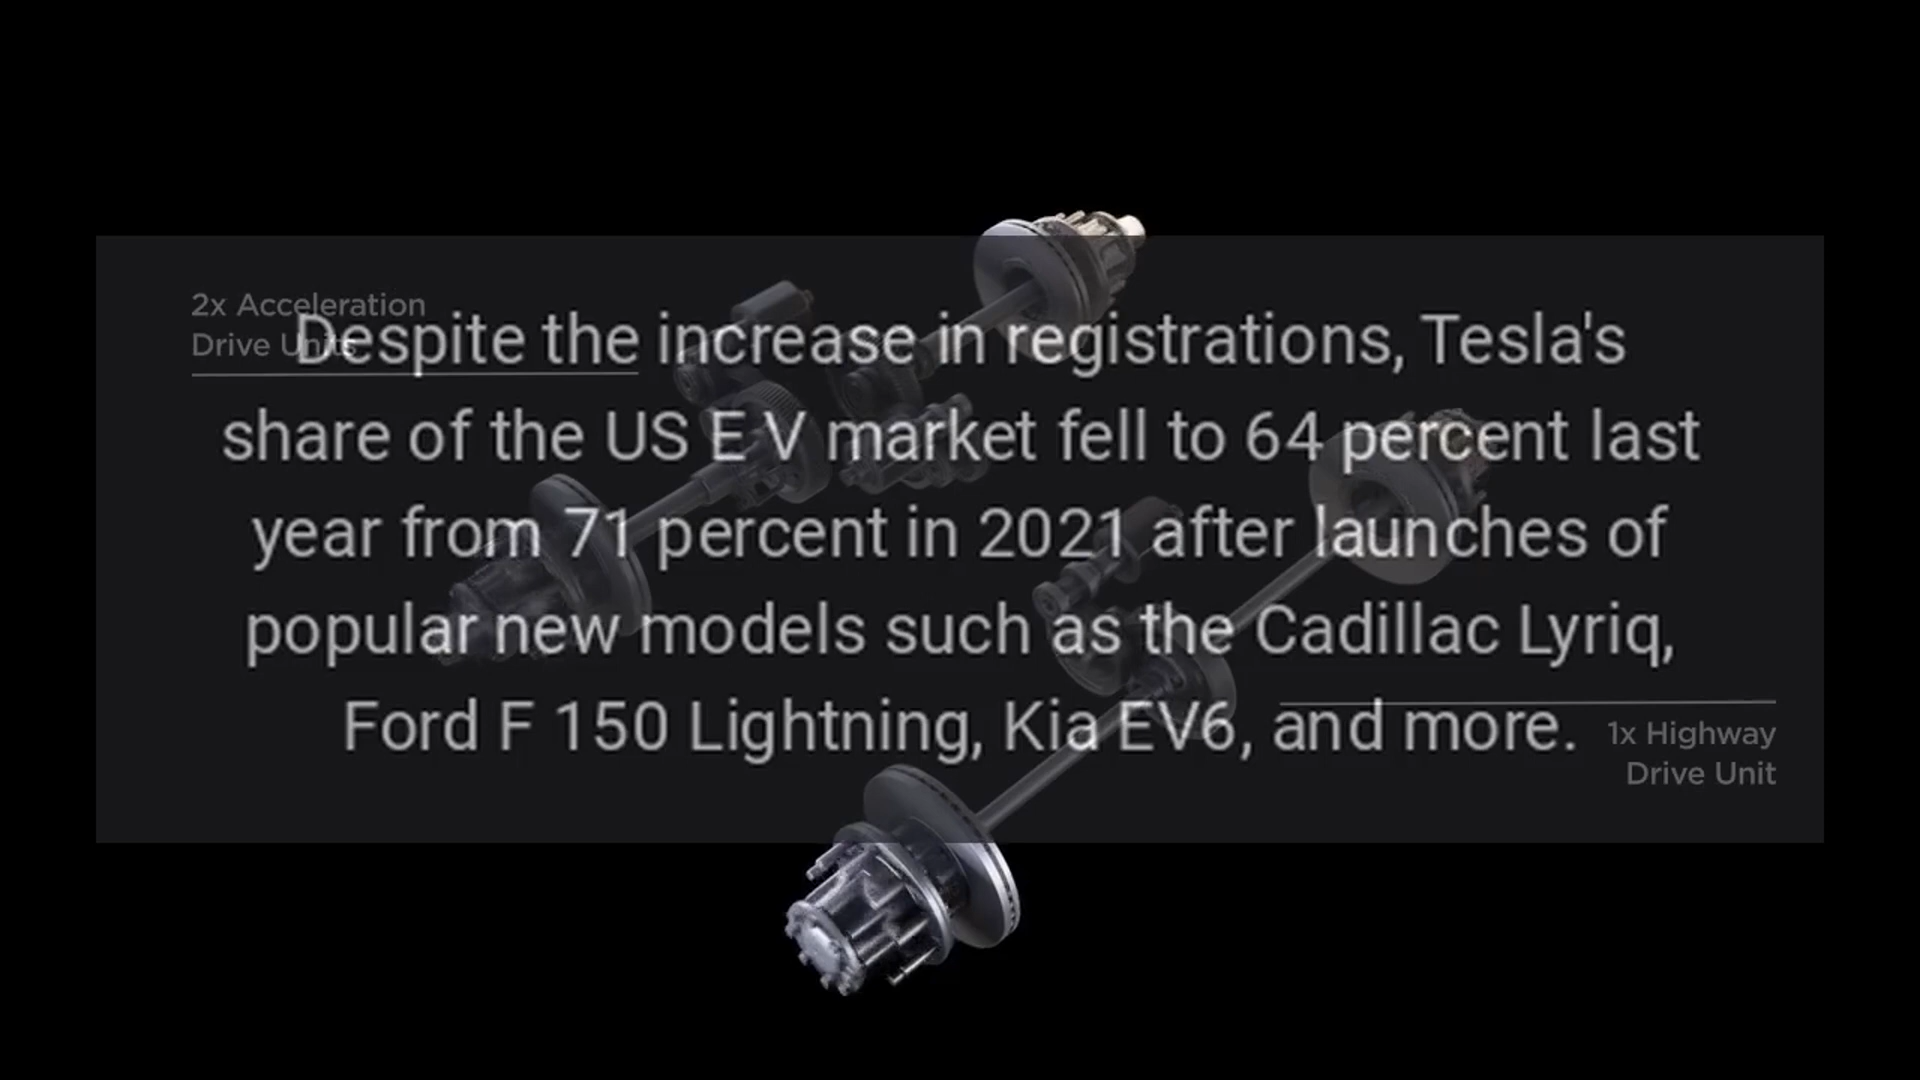 2x Acceleration
Drive Units
Despite the increase in registrations, Tesla's
share of the US E V market fell to 64 percent last
year from 71 percent in 2021 after launches of
popular new models such as the Cadillac Lyriq,
Ford F 150 Lightning, Kia EV6, and more.
1x Highway
Drive Unit